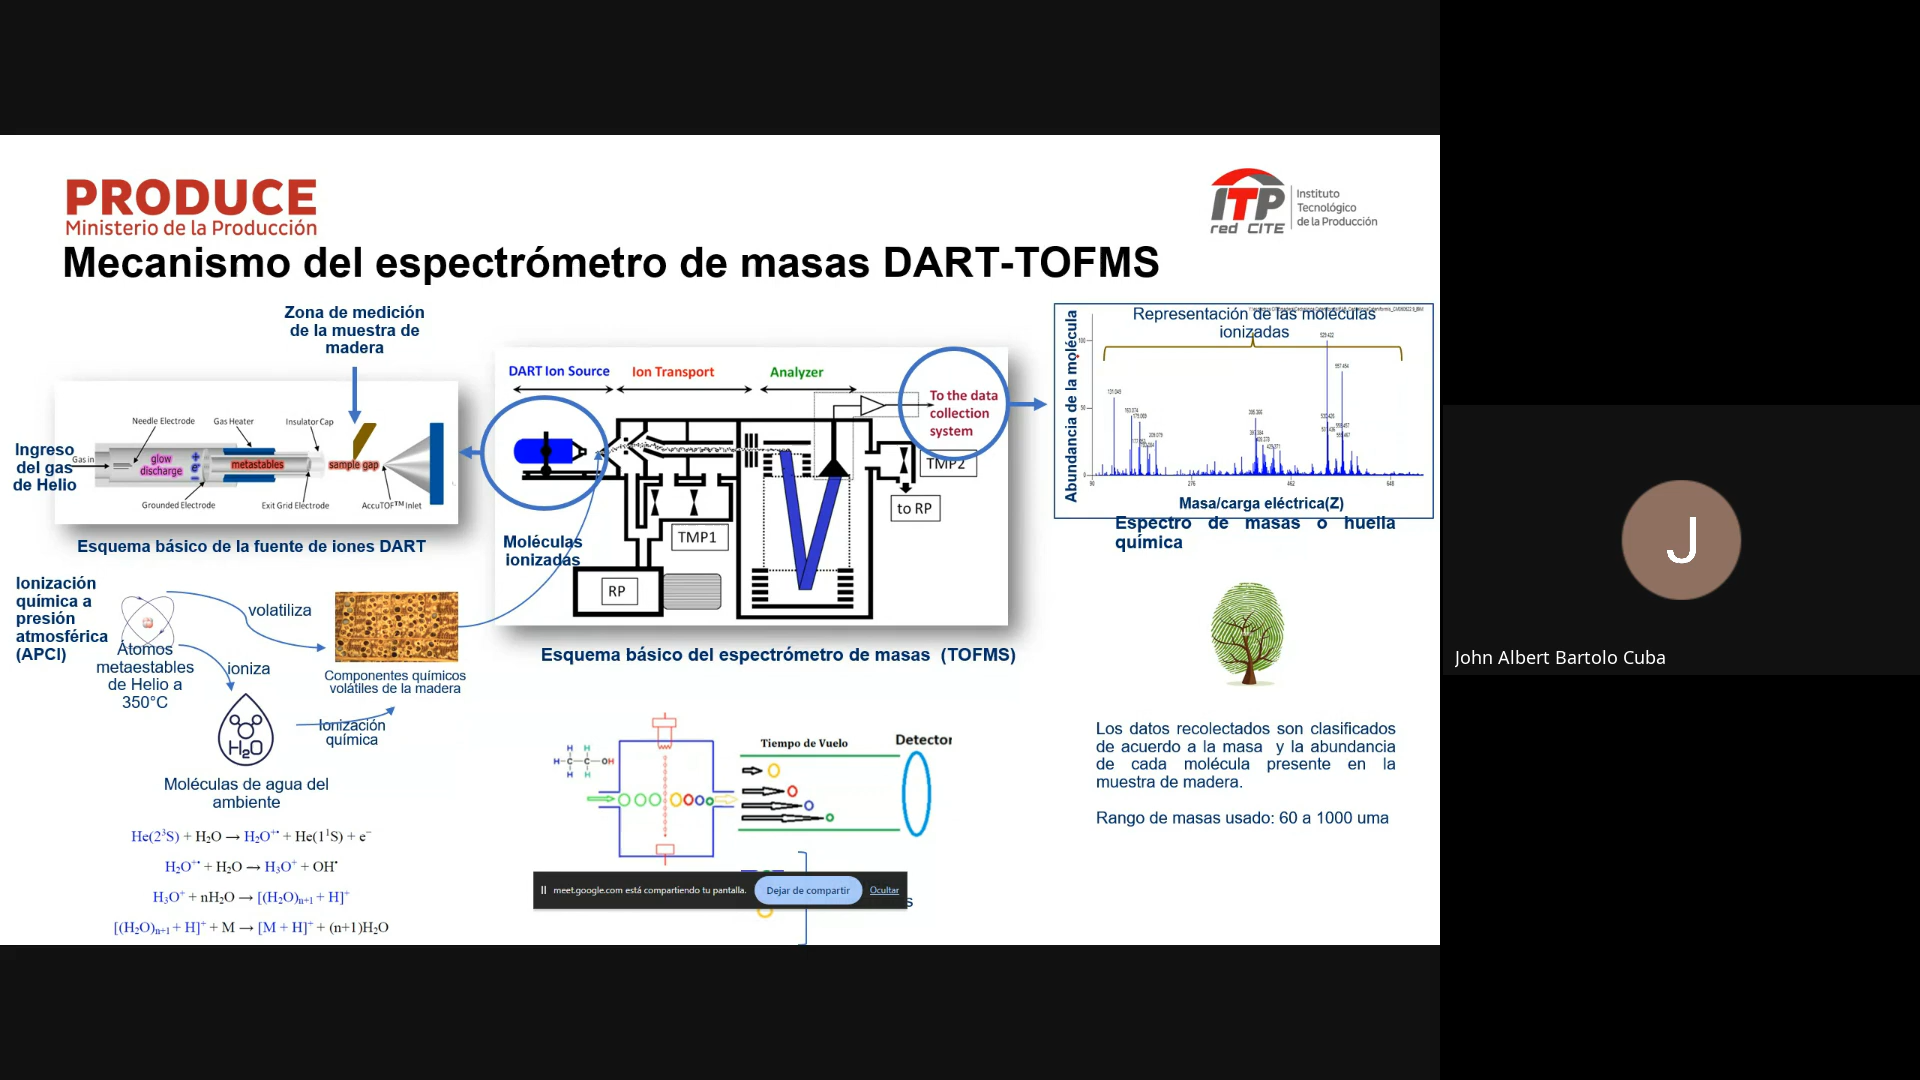 PRODUCE
Ministerio de la Producción
ITP
red CITE
Instituto
Tecnológico
de la Producción
Mecanismo del espectrómetro de masas DART-TOFMS
Zona de medición
de la muestra de
madera
Needle Electrode
Gas Heater
Insulator Cap
Ingreso
del gas
de Helio
Gas in
glow
discharge
+
e-
−
metastables
sample gap
Grounded Electrode
Exit Grid Electrode
AccuTOF™ Inlet
Esquema básico de la fuente de iones DART
DART Ion Source
Ion Transport
Analyzer
To the data
collection
system
TMP2
to RP
TMP1
RP
Moléculas
ionizadas
Esquema básico del espectrómetro de masas (TOFMS)
Representación de las moléculas
ionizadas
Abundancia de la molécula
100
50
0
90
276
462
648
Masa/carga eléctrica(Z)
Espectro de masas o huella
química
Ionización
química a
presión
atmosférica
(APCI)
volatiliza
Átomos
metaestables
de Helio a
350°C
ioniza
Componentes químicos
volátiles de la madera
H₂O
Ionización
química
Moléculas de agua del
ambiente
He(2³S) + H₂O → H₂O⁺• + He(1¹S) + e⁻
H₂O⁺• + H₂O → H₃O⁺ + OH•
H₃O⁺ + nH₂O → [(H₂O)ₙ₊₁ + H]⁺
[(H₂O)ₙ₊₁ + H]⁺ + M → [M + H]⁺ + (n+1)H₂O
H H
H-C-C-OH
H H
Tiempo de Vuelo
Detector
meet.google.com está compartiendo tu pantalla.
Dejar de compartir
Ocultar
s
Los datos recolectados son clasificados
de acuerdo a la masa y la abundancia
de cada molécula presente en la
muestra de madera.
Rango de masas usado: 60 a 1000 uma
J
John Albert Bartolo Cuba